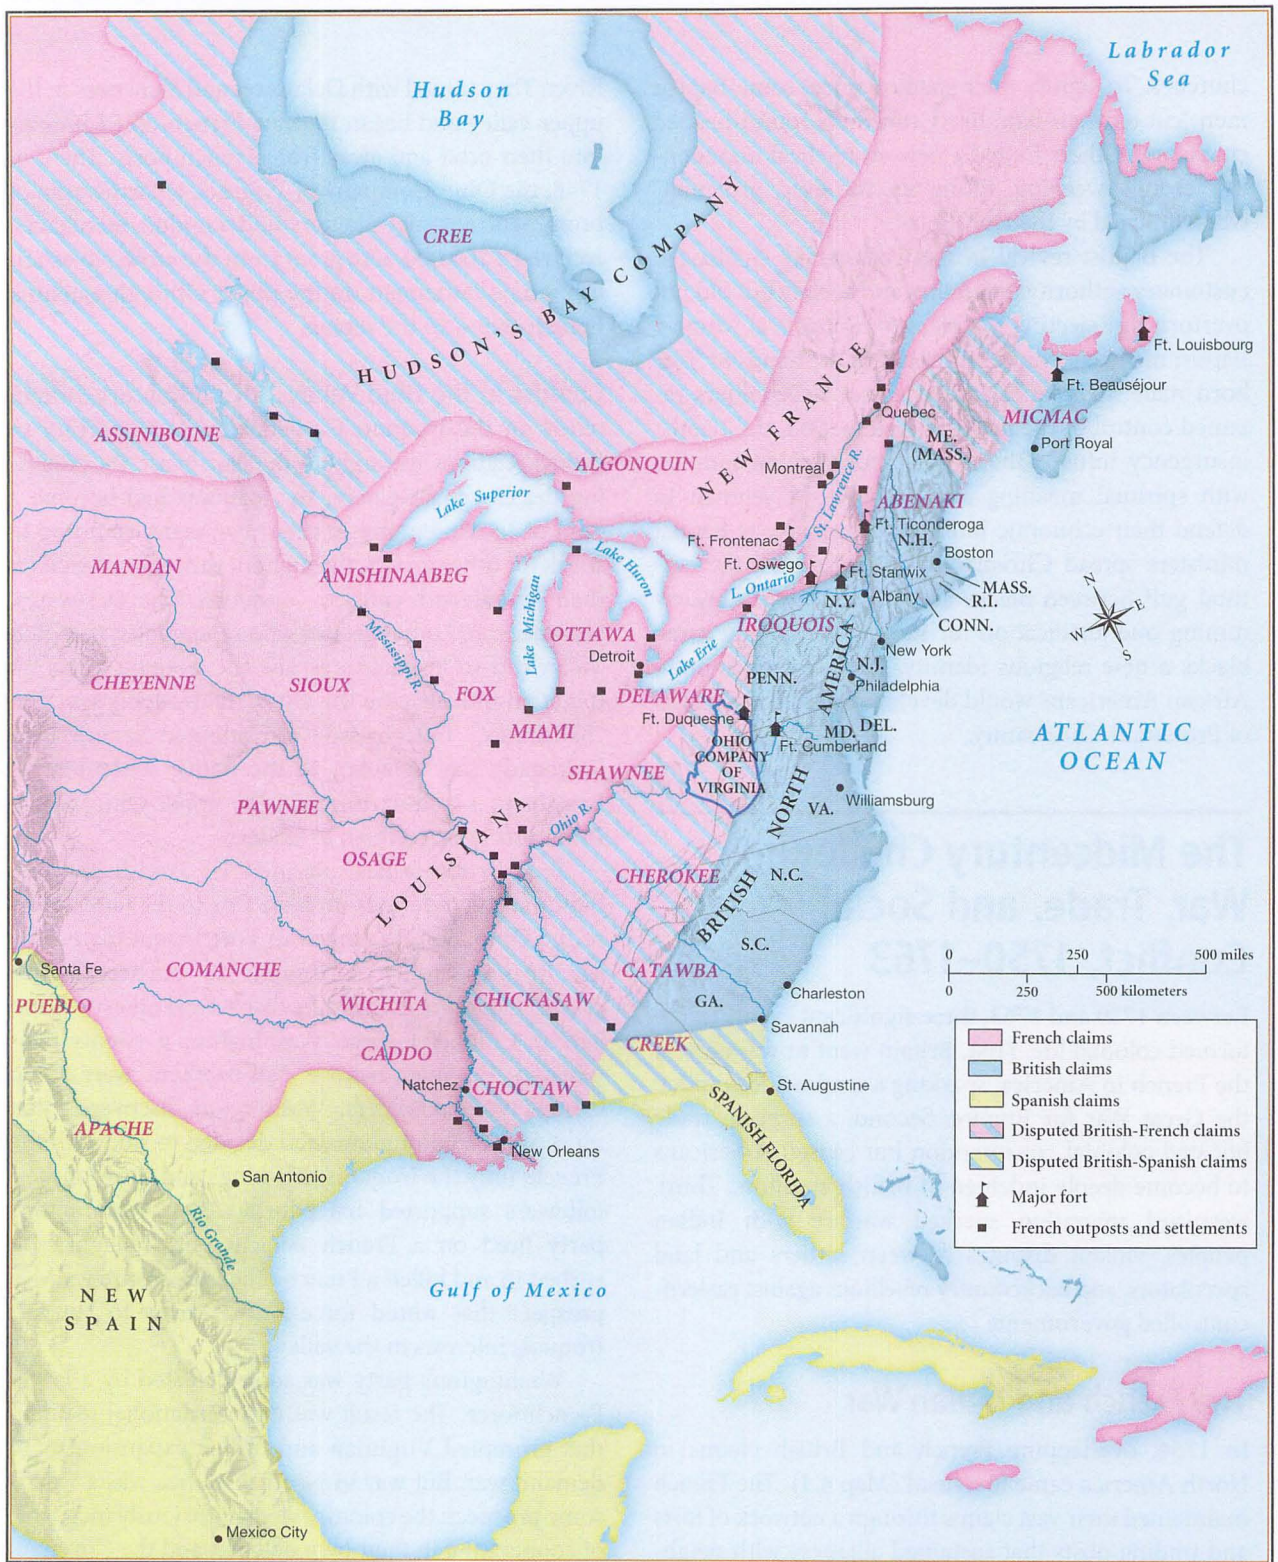 Labrador
Sea
Hudson
Bay
CREE
HUDSON'S BAY COMPANY
Ft. Louisbourg
Ft. Beauséjour
NEW FRANCE
Quebec
MICMAC
ASSINIBOINE
ME.
(MASS.)
Port Royal
ALGONQUIN
Montreal
St. Lawrence R.
Lake Superior
ABENAKI
Ft. Ticonderoga
Ft. Frontenac
N.H.
Boston
Lake Huron
MANDAN
ANISHINAABEG
Ft. Oswego
Ft. Stanwix
L. Ontario
MASS.
N
Albany
N.Y.
R.I.
E
Lake Michigan
IROQUOIS
CONN.
Mississippi R.
OTTAWA
W
S
New York
Detroit
Lake Erie
N.J.
CHEYENNE
SIOUX
FOX
DELAWARE
PENN.
Philadelphia
Ft. Duquesne
MIAMI
MD.
DEL.
ATLANTIC
OCEAN
OHIO
COMPANY
OF
VIRGINIA
Ft. Cumberland
SHAWNEE
Williamsburg
PAWNEE
VA.
Ohio R.
OSAGE
LOUISIANA
CHEROKEE
N.C.
BRITISH NORTH AMERICA
S.C.
0 250 500 miles
0 250 500 kilometers
Santa Fe
COMANCHE
CATAWBA
PUEBLO
WICHITA
CHICKASAW
GA.
Charleston
Savannah
CREEK
CADDO
Natchez
CHOCTAW
St. Augustine
SPANISH FLORIDA
APACHE
New Orleans
San Antonio
Rio Grande
French claims
British claims
Spanish claims
Disputed British-French claims
Disputed British-Spanish claims
Major fort
French outposts and settlements
Gulf of Mexico
NEW
SPAIN
Mexico City